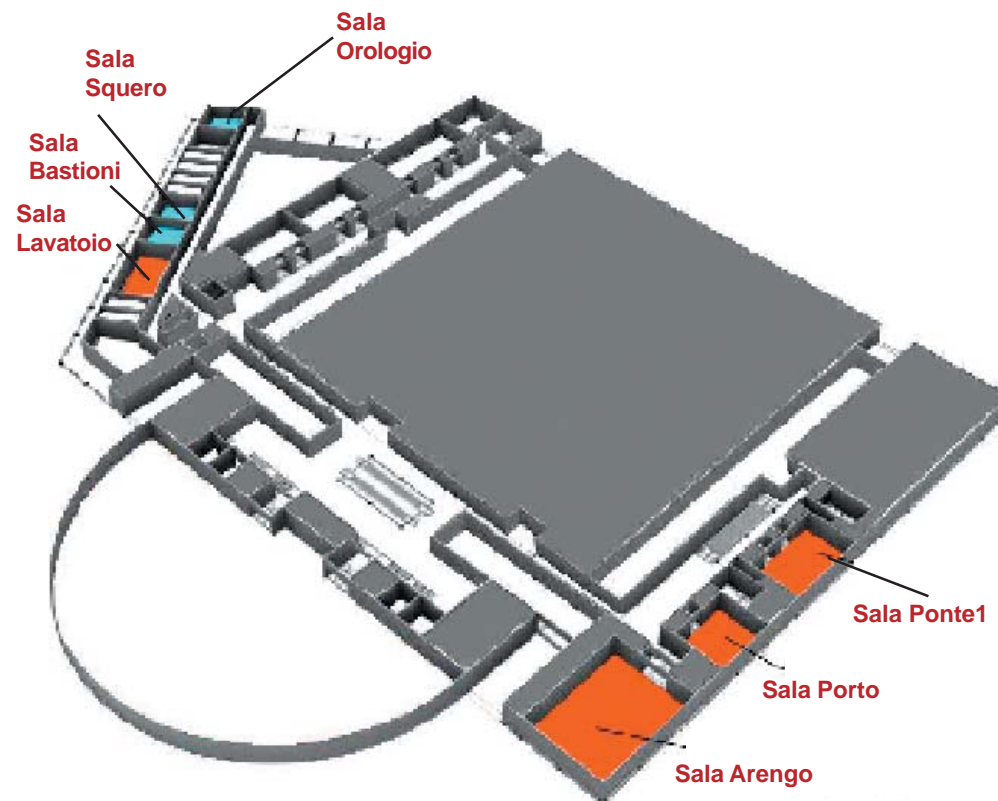 Sala
Orologio
Sala
Squero
Sala
Bastioni
Sala
Lavatoio
Sala Ponte1
Sala Porto
Sala Arengo